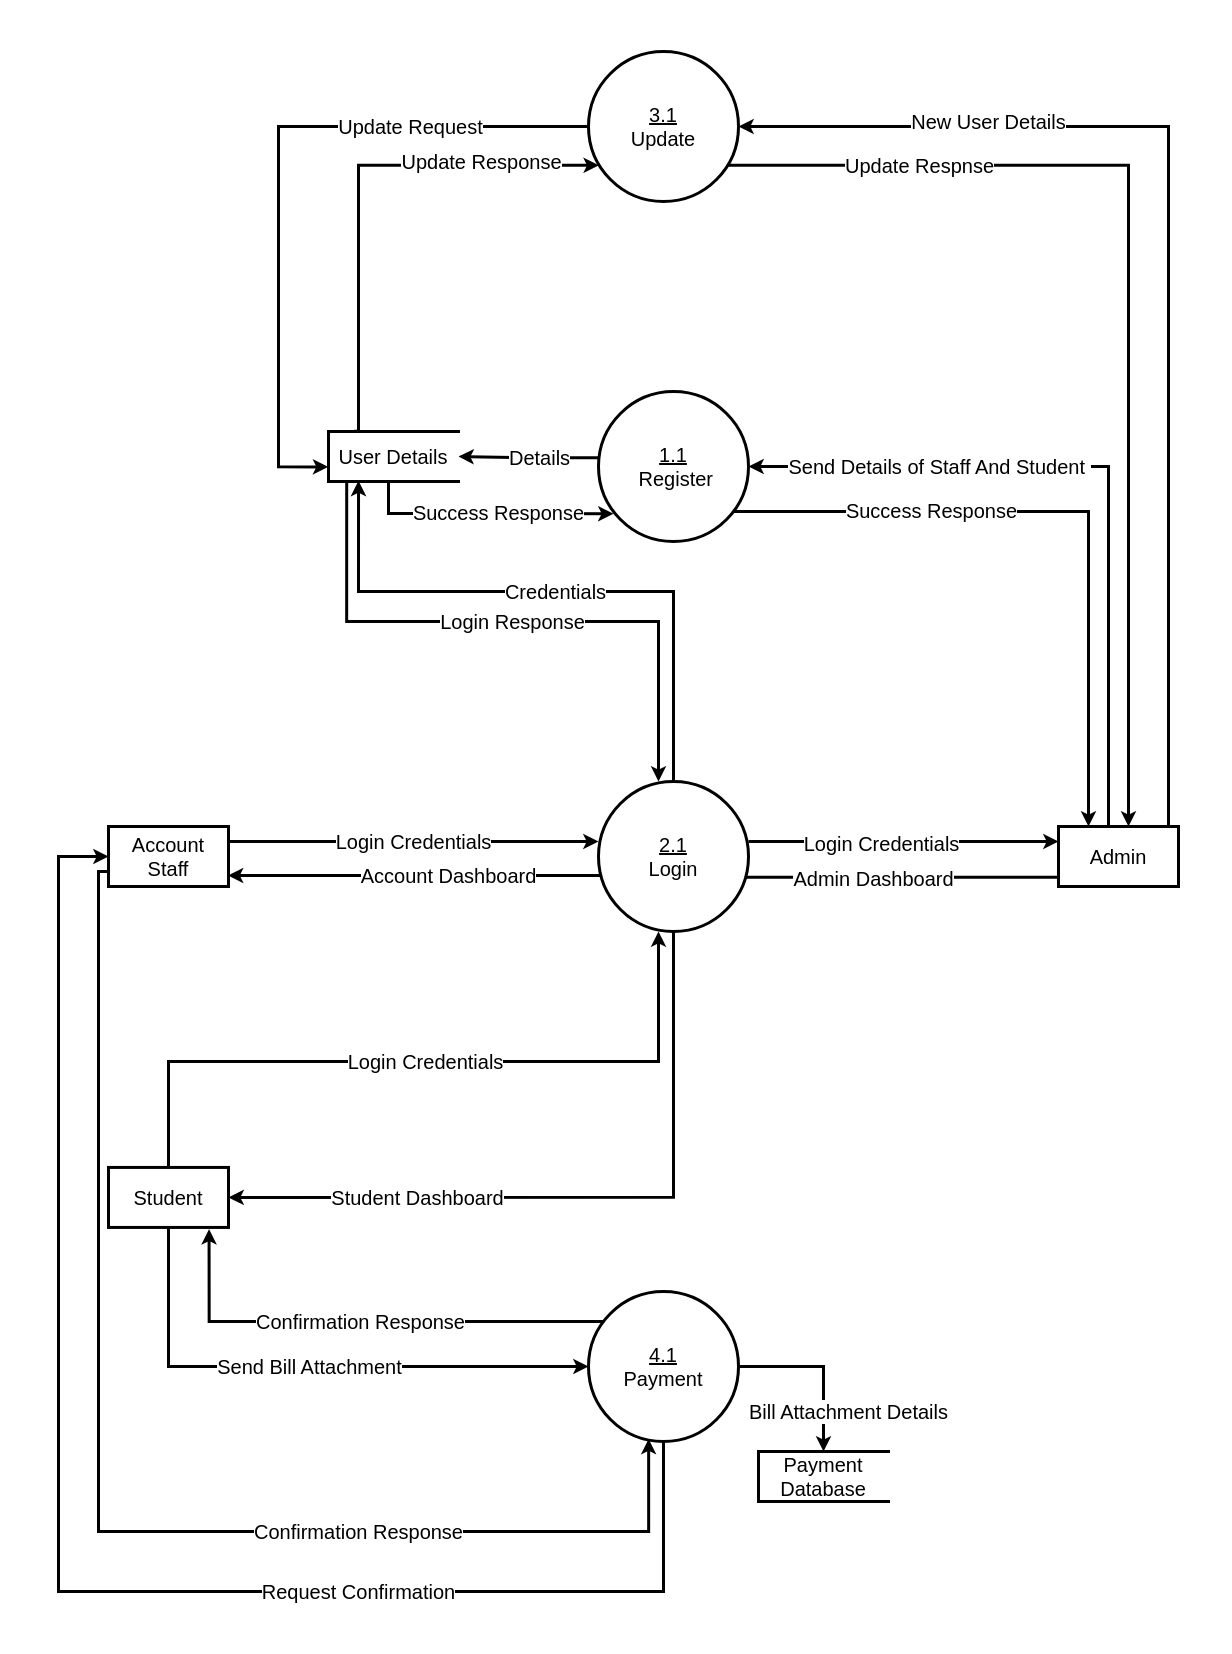 3.1
Update
Update Request
New User Details
Update Response
Update Respnse
User Details
Details
1.1
Register
Send Details of Staff And Student
Success Response
Success Response
Credentials
Login Response
Account
Staff
Login Credentials
Account Dashboard
2.1
Login
Login Credentials
Admin Dashboard
Admin
Login Credentials
Student
Student Dashboard
Confirmation Response
Send Bill Attachment
4.1
Payment
Bill Attachment Details
Payment
Database
Confirmation Response
Request Confirmation